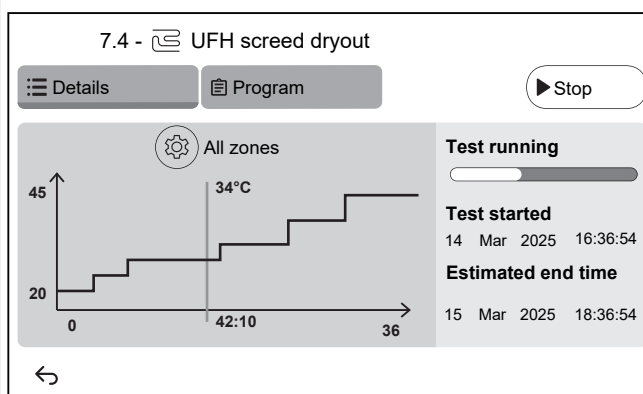 7.4 - UFH screed dryout
Details
Program
Stop
All zones
45
34°C
20
0
42:10
36
Test running
Test started
14 Mar 2025 16:36:54
Estimated end time
15 Mar 2025 18:36:54